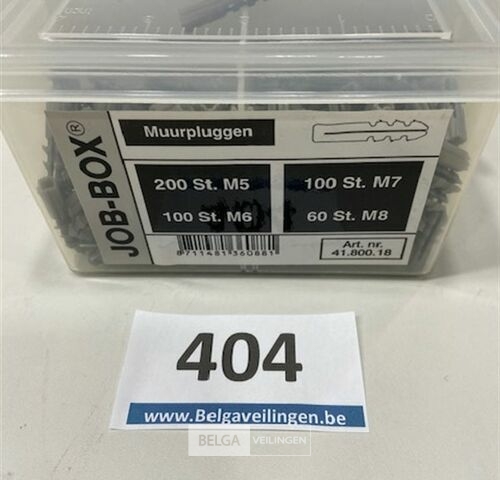 JOB-BOX®
Muurpluggen
200 St. M5
100 St. M7
100 St. M6
60 St. M8
8711481360881
Art. nr.
41.800.18
404
www.Belgaveilingen.be
BELGA VEILINGEN